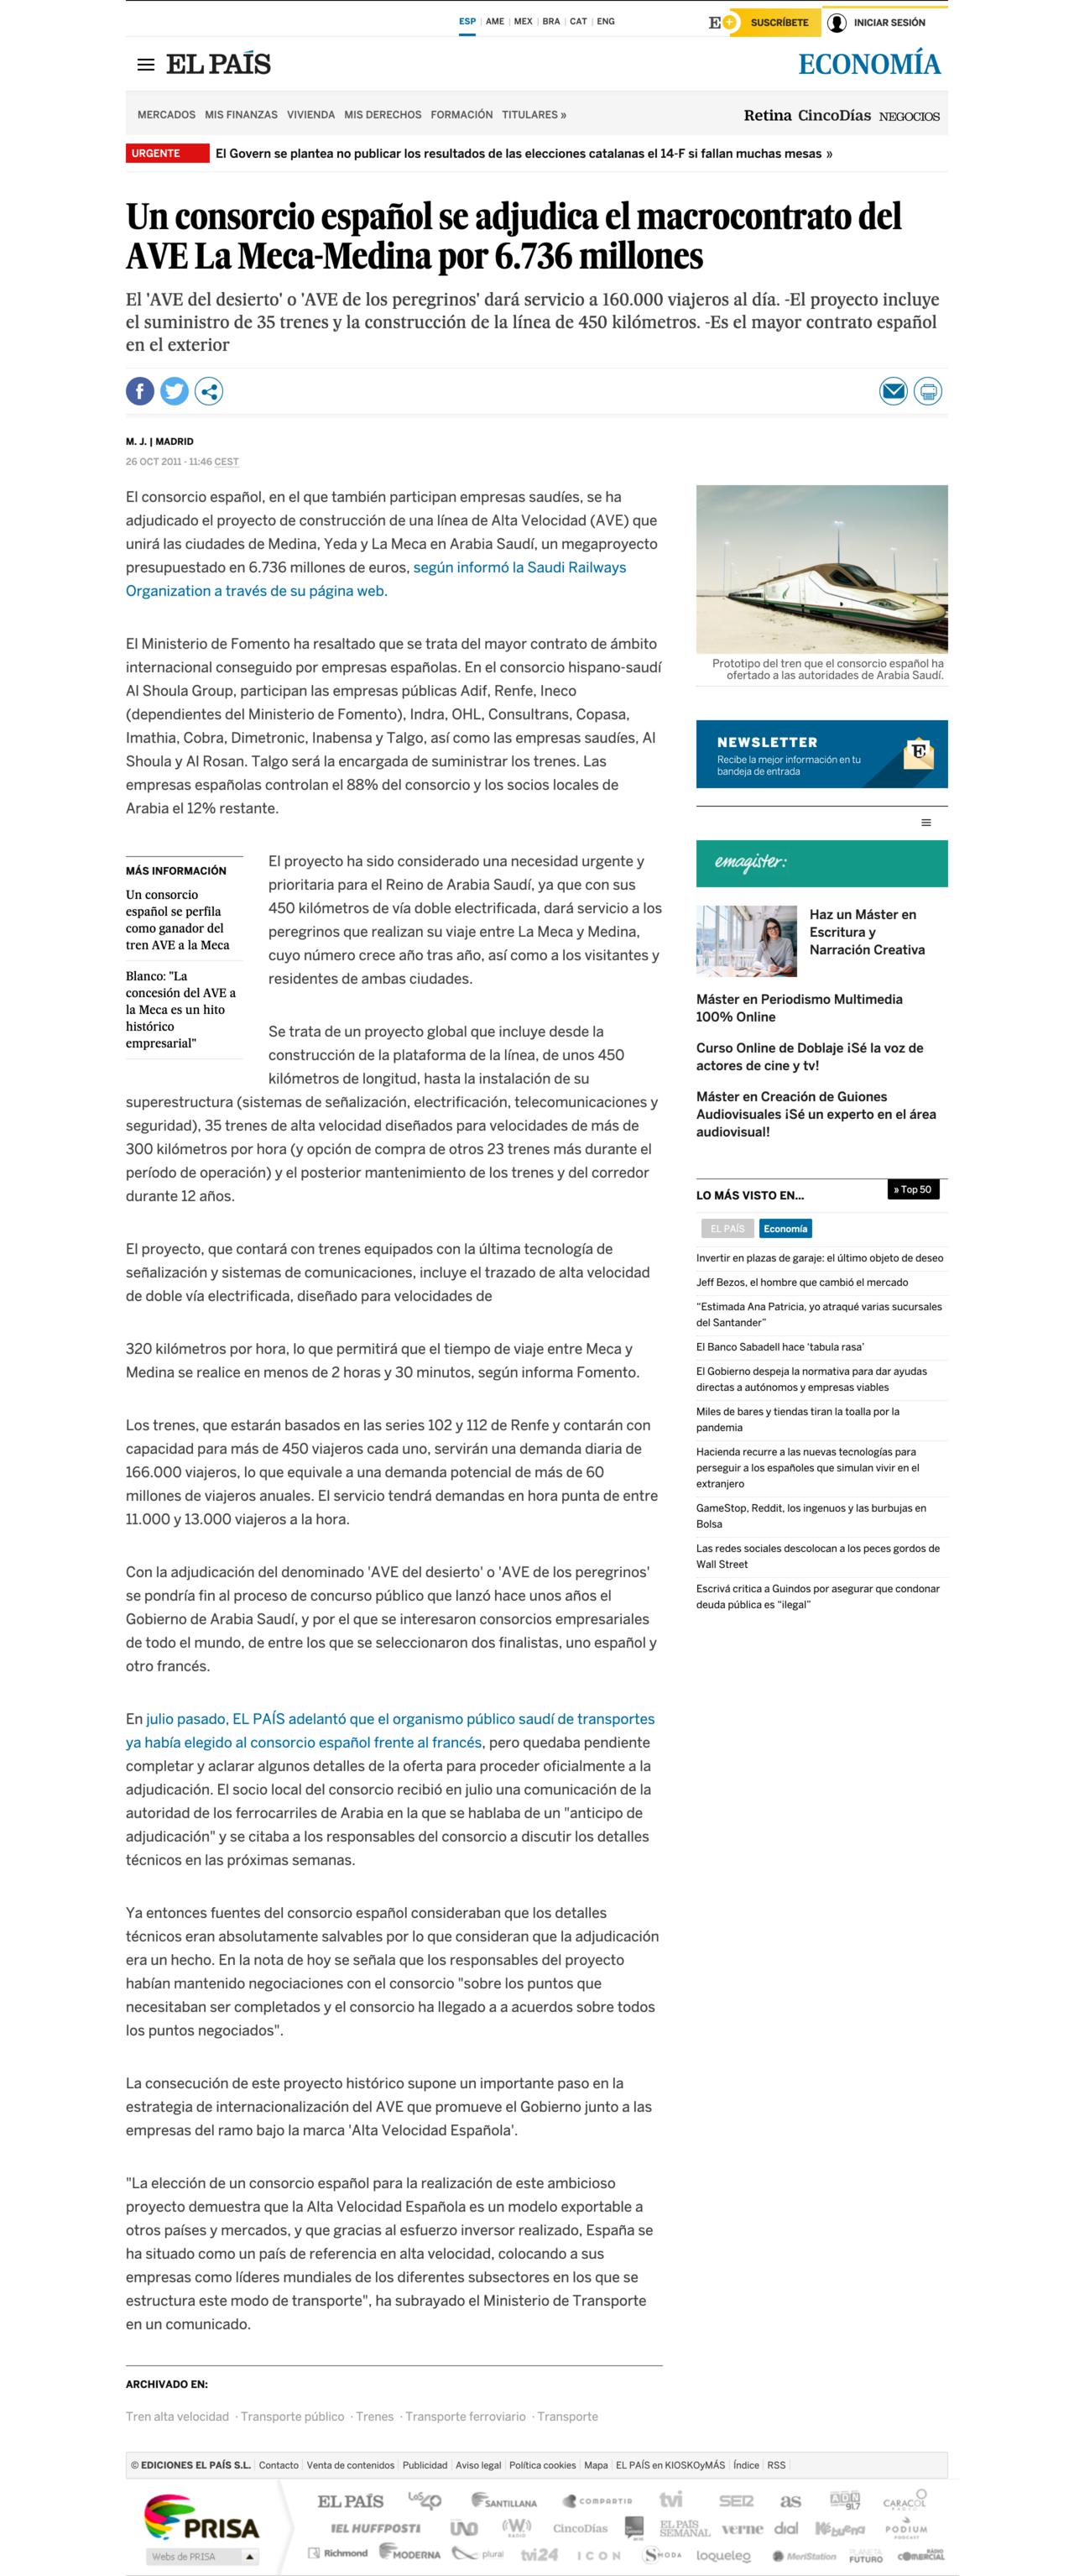 ESP | AME | MEX | BRA | CAT | ENG
E+ SUSCRÍBETE INICIAR SESIÓN
EL PAÍS
ECONOMÍA
MERCADOS MIS FINANZAS VIVIENDA MIS DERECHOS FORMACIÓN TITULARES »
Retina CincoDías NEGOCIOS
URGENTE El Govern se plantea no publicar los resultados de las elecciones catalanas el 14-F si fallan muchas mesas »
Un consorcio español se adjudica el macrocontrato del
AVE La Meca-Medina por 6.736 millones
El 'AVE del desierto' o 'AVE de los peregrinos' dará servicio a 160.000 viajeros al día. -El proyecto incluye
el suministro de 35 trenes y la construcción de la línea de 450 kilómetros. -Es el mayor contrato español
en el exterior
M. J. | MADRID
26 OCT 2011 - 11:46 CEST
El consorcio español, en el que también participan empresas saudíes, se ha
adjudicado el proyecto de construcción de una línea de Alta Velocidad (AVE) que
unirá las ciudades de Medina, Yeda y La Meca en Arabia Saudí, un megaproyecto
presupuestado en 6.736 millones de euros, según informó la Saudi Railways
Organization a través de su página web.
El Ministerio de Fomento ha resaltado que se trata del mayor contrato de ámbito
internacional conseguido por empresas españolas. En el consorcio hispano-saudí
Al Shoula Group, participan las empresas públicas Adif, Renfe, Ineco
(dependientes del Ministerio de Fomento), Indra, OHL, Consultrans, Copasa,
Imathia, Cobra, Dimetronic, Inabensa y Talgo, así como las empresas saudíes, Al
Shoula y Al Rosan. Talgo será la encargada de suministrar los trenes. Las
empresas españolas controlan el 88% del consorcio y los socios locales de
Arabia el 12% restante.
MÁS INFORMACIÓN
Un consorcio
español se perfila
como ganador del
tren AVE a la Meca
Blanco: "La
concesión del AVE a
la Meca es un hito
histórico
empresarial"
El proyecto ha sido considerado una necesidad urgente y
prioritaria para el Reino de Arabia Saudí, ya que con sus
450 kilómetros de vía doble electrificada, dará servicio a los
peregrinos que realizan su viaje entre La Meca y Medina,
cuyo número crece año tras año, así como a los visitantes y
residentes de ambas ciudades.
Se trata de un proyecto global que incluye desde la
construcción de la plataforma de la línea, de unos 450
kilómetros de longitud, hasta la instalación de su
superestructura (sistemas de señalización, electrificación, telecomunicaciones y
seguridad), 35 trenes de alta velocidad diseñados para velocidades de más de
300 kilómetros por hora (y opción de compra de otros 23 trenes más durante el
período de operación) y el posterior mantenimiento de los trenes y del corredor
durante 12 años.
El proyecto, que contará con trenes equipados con la última tecnología de
señalización y sistemas de comunicaciones, incluye el trazado de alta velocidad
de doble vía electrificada, diseñado para velocidades de
320 kilómetros por hora, lo que permitirá que el tiempo de viaje entre Meca y
Medina se realice en menos de 2 horas y 30 minutos, según informa Fomento.
Los trenes, que estarán basados en las series 102 y 112 de Renfe y contarán con
capacidad para más de 450 viajeros cada uno, servirán una demanda diaria de
166.000 viajeros, lo que equivale a una demanda potencial de más de 60
millones de viajeros anuales. El servicio tendrá demandas en hora punta de entre
11.000 y 13.000 viajeros a la hora.
Con la adjudicación del denominado 'AVE del desierto' o 'AVE de los peregrinos'
se pondría fin al proceso de concurso público que lanzó hace unos años el
Gobierno de Arabia Saudí, y por el que se interesaron consorcios empresariales
de todo el mundo, de entre los que se seleccionaron dos finalistas, uno español y
otro francés.
En julio pasado, EL PAÍS adelantó que el organismo público saudí de transportes
ya había elegido al consorcio español frente al francés, pero quedaba pendiente
completar y aclarar algunos detalles de la oferta para proceder oficialmente a la
adjudicación. El socio local del consorcio recibió en julio una comunicación de la
autoridad de los ferrocarriles de Arabia en la que se hablaba de un "anticipo de
adjudicación" y se citaba a los responsables del consorcio a discutir los detalles
técnicos en las próximas semanas.
Ya entonces fuentes del consorcio español consideraban que los detalles
técnicos eran absolutamente salvables por lo que consideran que la adjudicación
era un hecho. En la nota de hoy se señala que los responsables del proyecto
habían mantenido negociaciones con el consorcio "sobre los puntos que
necesitaban ser completados y el consorcio ha llegado a a acuerdos sobre todos
los puntos negociados".
La consecución de este proyecto histórico supone un importante paso en la
estrategia de internacionalización del AVE que promueve el Gobierno junto a las
empresas del ramo bajo la marca 'Alta Velocidad Española'.
"La elección de un consorcio español para la realización de este ambicioso
proyecto demuestra que la Alta Velocidad Española es un modelo exportable a
otros países y mercados, y que gracias al esfuerzo inversor realizado, España se
ha situado como un país de referencia en alta velocidad, colocando a sus
empresas como líderes mundiales de los diferentes subsectores en los que se
estructura este modo de transporte", ha subrayado el Ministerio de Transporte
en un comunicado.
Prototipo del tren que el consorcio español ha
ofertado a las autoridades de Arabia Saudí.
NEWSLETTER
Recibe la mejor información en tu
bandeja de entrada
E
emagister:
Haz un Máster en
Escritura y
Narración Creativa
Máster en Periodismo Multimedia
100% Online
Curso Online de Doblaje ¡Sé la voz de
actores de cine y tv!
Máster en Creación de Guiones
Audiovisuales ¡Sé un experto en el área
audiovisual!
LO MÁS VISTO EN...
» Top 50
EL PAÍS Economía
Invertir en plazas de garaje: el último objeto de deseo
Jeff Bezos, el hombre que cambió el mercado
“Estimada Ana Patricia, yo atraqué varias sucursales
del Santander”
El Banco Sabadell hace ‘tabula rasa’
El Gobierno despeja la normativa para dar ayudas
directas a autónomos y empresas viables
Miles de bares y tiendas tiran la toalla por la
pandemia
Hacienda recurre a las nuevas tecnologías para
perseguir a los españoles que simulan vivir en el
extranjero
GameStop, Reddit, los ingenuos y las burbujas en
Bolsa
Las redes sociales descolocan a los peces gordos de
Wall Street
Escrivá critica a Guindos por asegurar que condonar
deuda pública es “ilegal”
ARCHIVADO EN:
Tren alta velocidad · Transporte público · Trenes · Transporte ferroviario · Transporte
© EDICIONES EL PAÍS S.L. | Contacto | Venta de contenidos | Publicidad | Aviso legal | Política cookies | Mapa | EL PAÍS en KIOSKOyMÁS | Índice | RSS
PRISA
Webs de PRISA
EL PAÍS LOS40 SANTILLANA COMPARTIR tvi SER as ADN 91.7 CARACOL
EL HUFFPOST UNO W RADIO CincoDías EL PAÍS SEMANAL verne dial Ke buena PODIUM PODCAST
Richmond MODERNA plural tvi24 ICON S MODA loqueleo MeriStation PLANETA FUTURO RÁDIO COMERCIAL